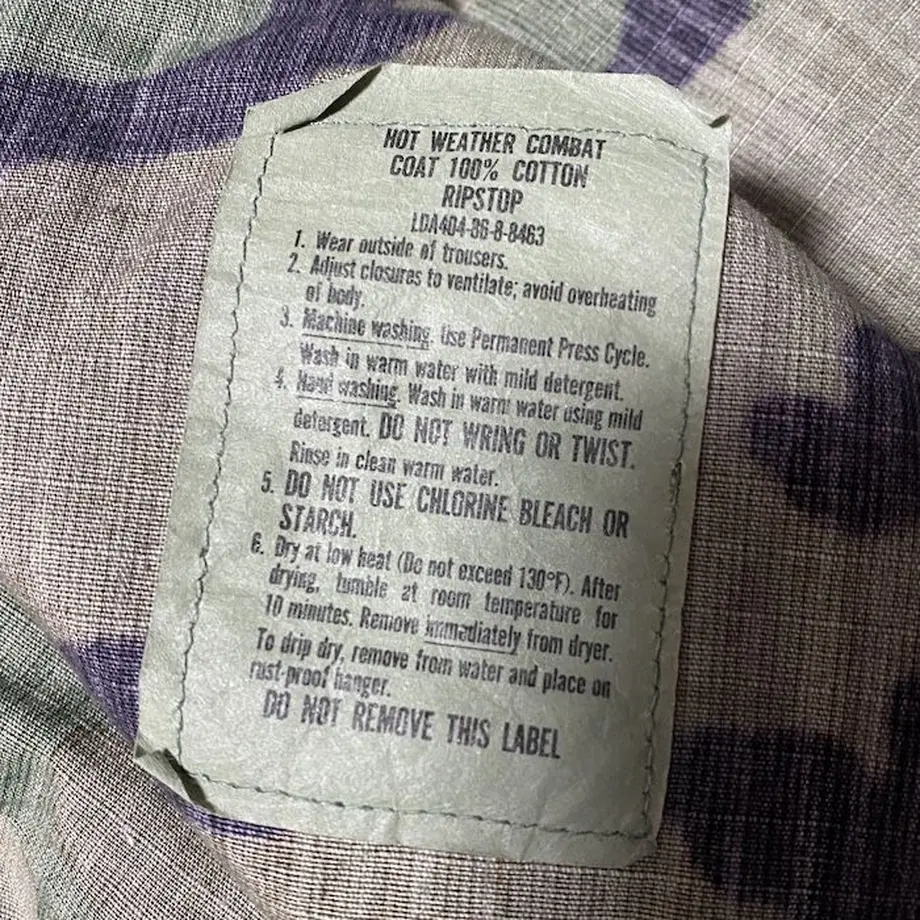 HOT WEATHER COMBAT
COAT 100% COTTON
RIPSTOP
LDA404-86-8-8463
1. Wear outside of trousers.
2. Adjust closures to ventilate; avoid overheating
of body.
3. Machine washing. Use Permanent Press Cycle.
Wash in warm water with mild detergent.
4. Hand washing. Wash in warm water using mild
detergent. DO NOT WRING OR TWIST.
Rinse in clean warm water.
5. DO NOT USE CHLORINE BLEACH OR
STARCH.
6. Dry at low heat (Do not exceed 130°F). After
drying, tumble at room temperature for
10 minutes. Remove immediately from dryer.
To drip dry, remove from water and place on
rust-proof hanger.
DO NOT REMOVE THIS LABEL